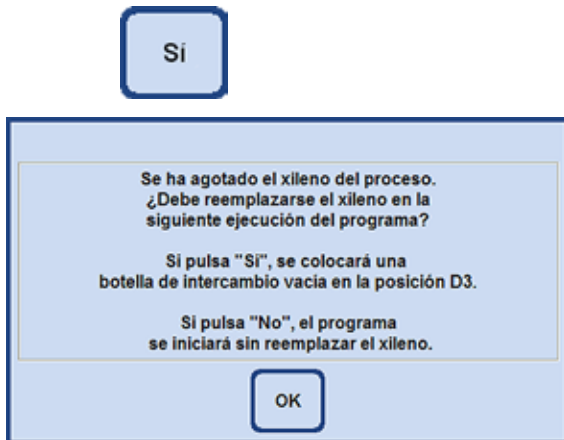 Sí
Se ha agotado el xileno del proceso.
¿Debe reemplazarse el xileno en la
siguiente ejecución del programa?
Si pulsa "Sí", se colocará una
botella de intercambio vacia en la posición D3.
Si pulsa "No", el programa
se iniciará sin reemplazar el xileno.
OK